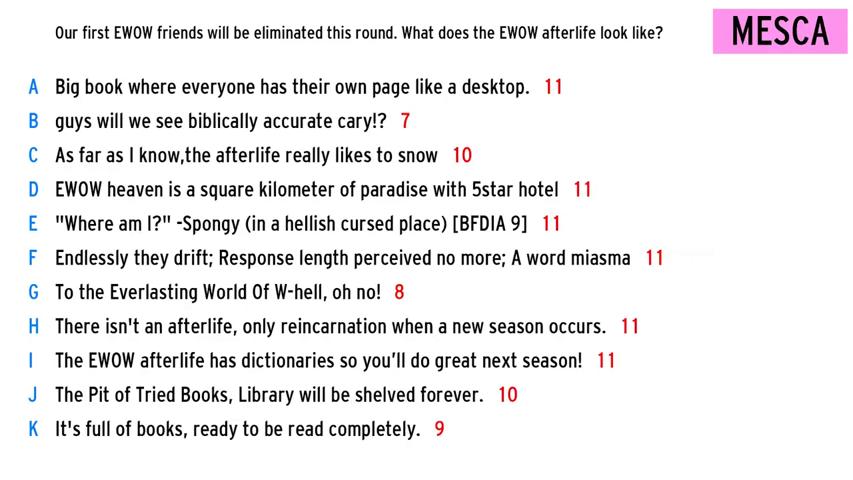 Our first EWOW friends will be eliminated this round. What does the EWOW afterlife look like?
MESCA
A Big book where everyone has their own page like a desktop. 11
B guys will we see biblically accurate cary!? 7
C As far as I know,the afterlife really likes to snow 10
D EWOW heaven is a square kilometer of paradise with 5star hotel 11
E "Where am I?" -Spongy (in a hellish cursed place) [BFDIA 9] 11
F Endlessly they drift; Response length perceived no more; A word miasma 11
G To the Everlasting World Of W-hell, oh no! 8
H There isn't an afterlife, only reincarnation when a new season occurs. 11
I The EWOW afterlife has dictionaries so you’ll do great next season! 11
J The Pit of Tried Books, Library will be shelved forever. 10
K It's full of books, ready to be read completely. 9